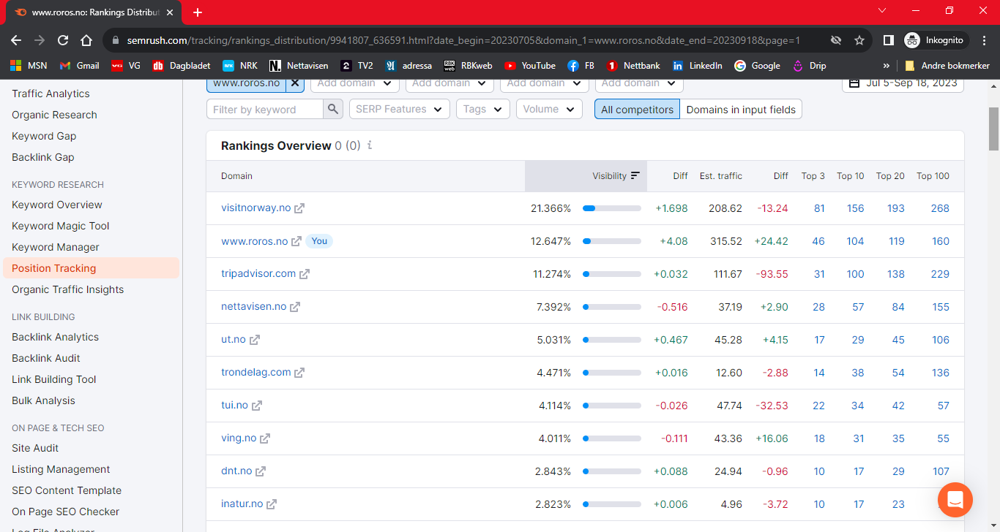 www.roros.no: Rankings Distribut
semrush.com/tracking/rankings_distribution/9941807_636591.html?date_begin=20230705&domain_1=www.roros.no&date_end=20230918&page=1
Inkognito
MSN Gmail VG Dagbladet NRK Nettavisen TV2 adressa RBKweb YouTube FB Nettbank LinkedIn Google Drip » Andre bokmerker
Traffic Analytics
Organic Research
Keyword Gap
Backlink Gap
KEYWORD RESEARCH
Keyword Overview
Keyword Magic Tool
Keyword Manager
Position Tracking
Organic Traffic Insights
LINK BUILDING
Backlink Analytics
Backlink Audit
Link Building Tool
Bulk Analysis
ON PAGE & TECH SEO
Site Audit
Listing Management
SEO Content Template
On Page SEO Checker
Log File Analyzer
www.roros.no Add domain Add domain Add domain Add domain Jul 5-Sep 18, 2023
Filter by keyword SERP Features Tags Volume All competitors Domains in input fields
Rankings Overview 0 (0) i
Domain Visibility Diff Est. traffic Diff Top 3 Top 10 Top 20 Top 100
visitnorway.no 21.366% +1.698 208.62 -13.24 81 156 193 268
www.roros.no You 12.647% +4.08 315.52 +24.42 46 104 119 160
tripadvisor.com 11.274% +0.032 111.67 -93.55 31 100 138 229
nettavisen.no 7.392% -0.516 37.19 +2.90 28 57 84 155
ut.no 5.031% +0.467 45.28 +4.15 17 29 45 106
trondelag.com 4.471% +0.016 12.60 -2.88 14 38 54 136
tui.no 4.114% -0.026 47.74 -32.53 22 34 42 57
ving.no 4.011% -0.111 43.36 +16.06 18 31 35 55
dnt.no 2.843% +0.088 24.94 -0.96 10 17 29 107
inatur.no 2.823% +0.006 4.96 -3.72 10 17 23